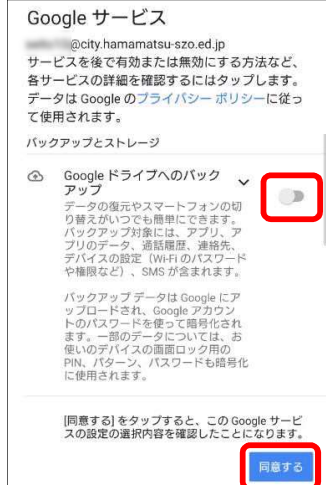 Google サービス
@city.hamamatsu-szo.ed.jp
サービスを後で有効または無効にする方法など、
各サービスの詳細を確認するにはタップします。
データは Google のプライバシー ポリシーに従っ
て使用されます。
バックアップとストレージ
Google ドライブへのバック
アップ
データの復元やスマートフォンの切
り替えがいつでも簡単にできます。
バックアップ対象には、アプリ、ア
プリのデータ、通話履歴、連絡先、
デバイスの設定（Wi-Fi のパスワード
や権限など）、SMS が含まれます。
バックアップ データは Google にア
ップロードされ、Google アカウン
トのパスワードを使って暗号化され
ます。一部のデータについては、お
使いのデバイスの画面ロック用の
PIN、パターン、パスワードも暗号化
に使用されます。
[同意する] をタップすると、この Google サービ
スの設定の選択内容を確認したことになります。
同意する